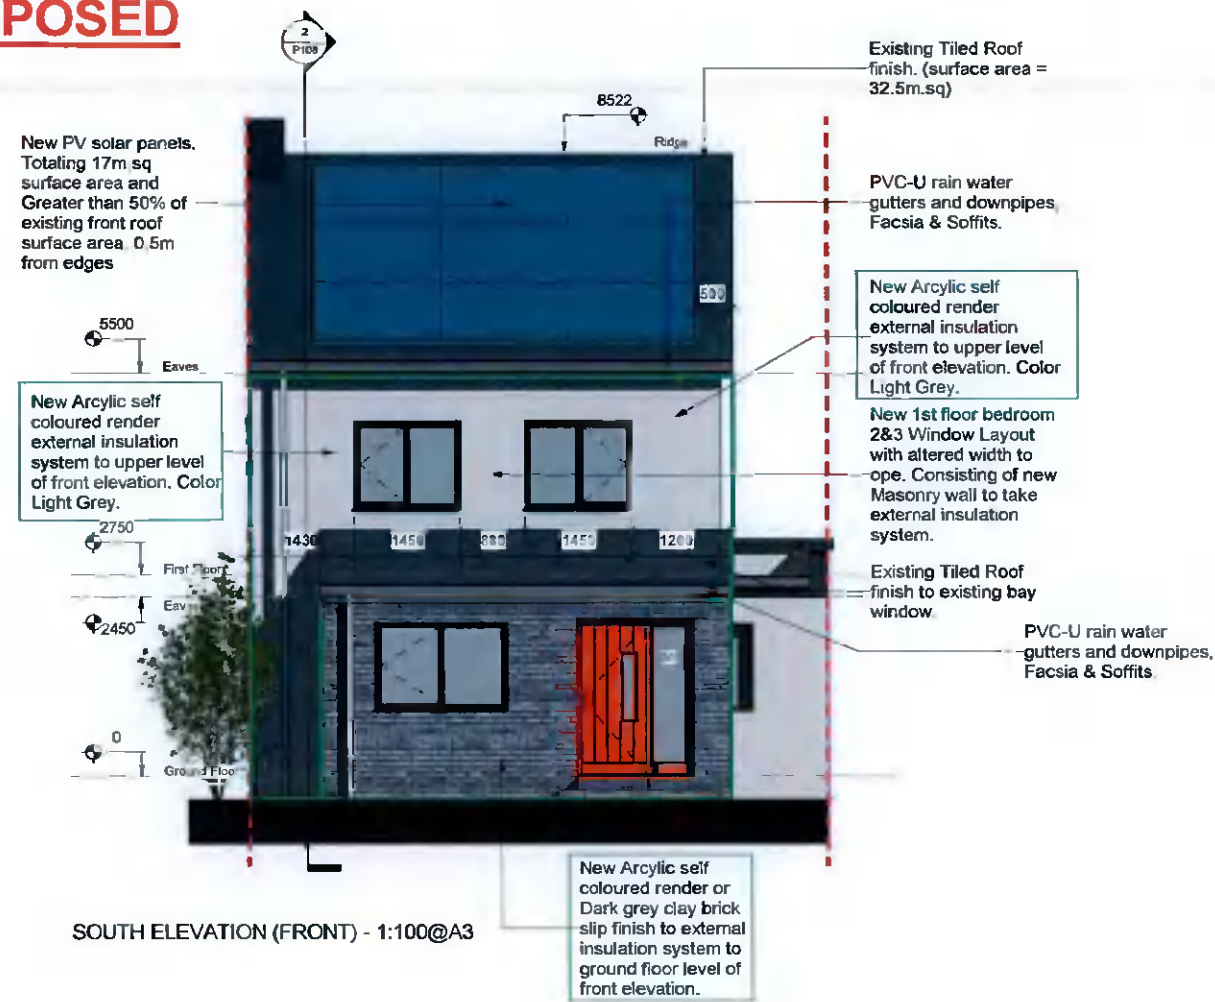 POSED
2
P108
Existing Tiled Roof
finish. (surface area =
32.5m.sq)
8522
Ridge
New PV solar panels.
Totaling 17m sq
surface area and
Greater than 50% of
existing front roof
surface area 0.5m
from edges
PVC-U rain water
gutters and downpipes,
Facsia & Soffits.
500
New Arcylic self
coloured render
external insulation
system to upper level
of front elevation. Color
Light Grey.
5500
Eaves
New Arcylic self
coloured render
external insulation
system to upper level
of front elevation. Color
Light Grey.
New 1st floor bedroom
2&3 Window Layout
with altered width to
ope. Consisting of new
Masonry wall to take
external insulation
system.
2750
1430
1450
880
1450
1200
First Floor
Existing Tiled Roof
finish to existing bay
window
Eav
2450
PVC-U rain water
gutters and downpipes,
Facsia & Soffits
0
Ground Floo
New Arcylic self
coloured render or
Dark grey clay brick
slip finish to external
insulation system to
ground floor level of
front elevation.
SOUTH ELEVATION (FRONT) - 1:100@A3